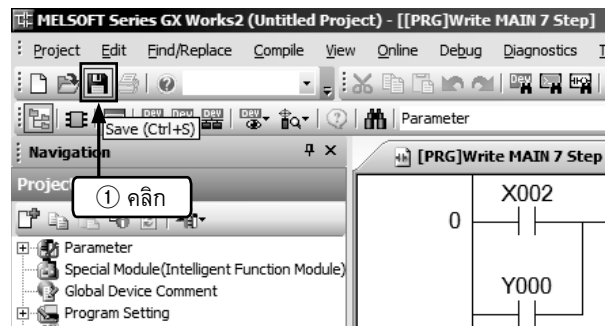 MELSOFT Series GX Works2 (Untitled Project) - [[PRG]Write MAIN 7 Step]
Project Edit Find/Replace Compile View Online Debug Diagnostics
Parameter
Save (Ctrl+S)
Navigation
[PRG]Write MAIN 7 Step
① คลิก
X002
0
Parameter
Special Module(Intelligent Function Module)
Global Device Comment
Y000
Program Setting